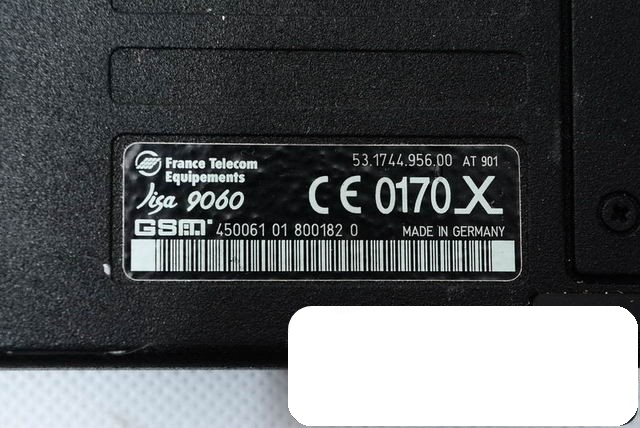 France Telecom 53.1744.956.00 AT 901
Equipements
Jisa 9060 CE 0170 X
GSM 450061 01 800182 0 MADE IN GERMANY